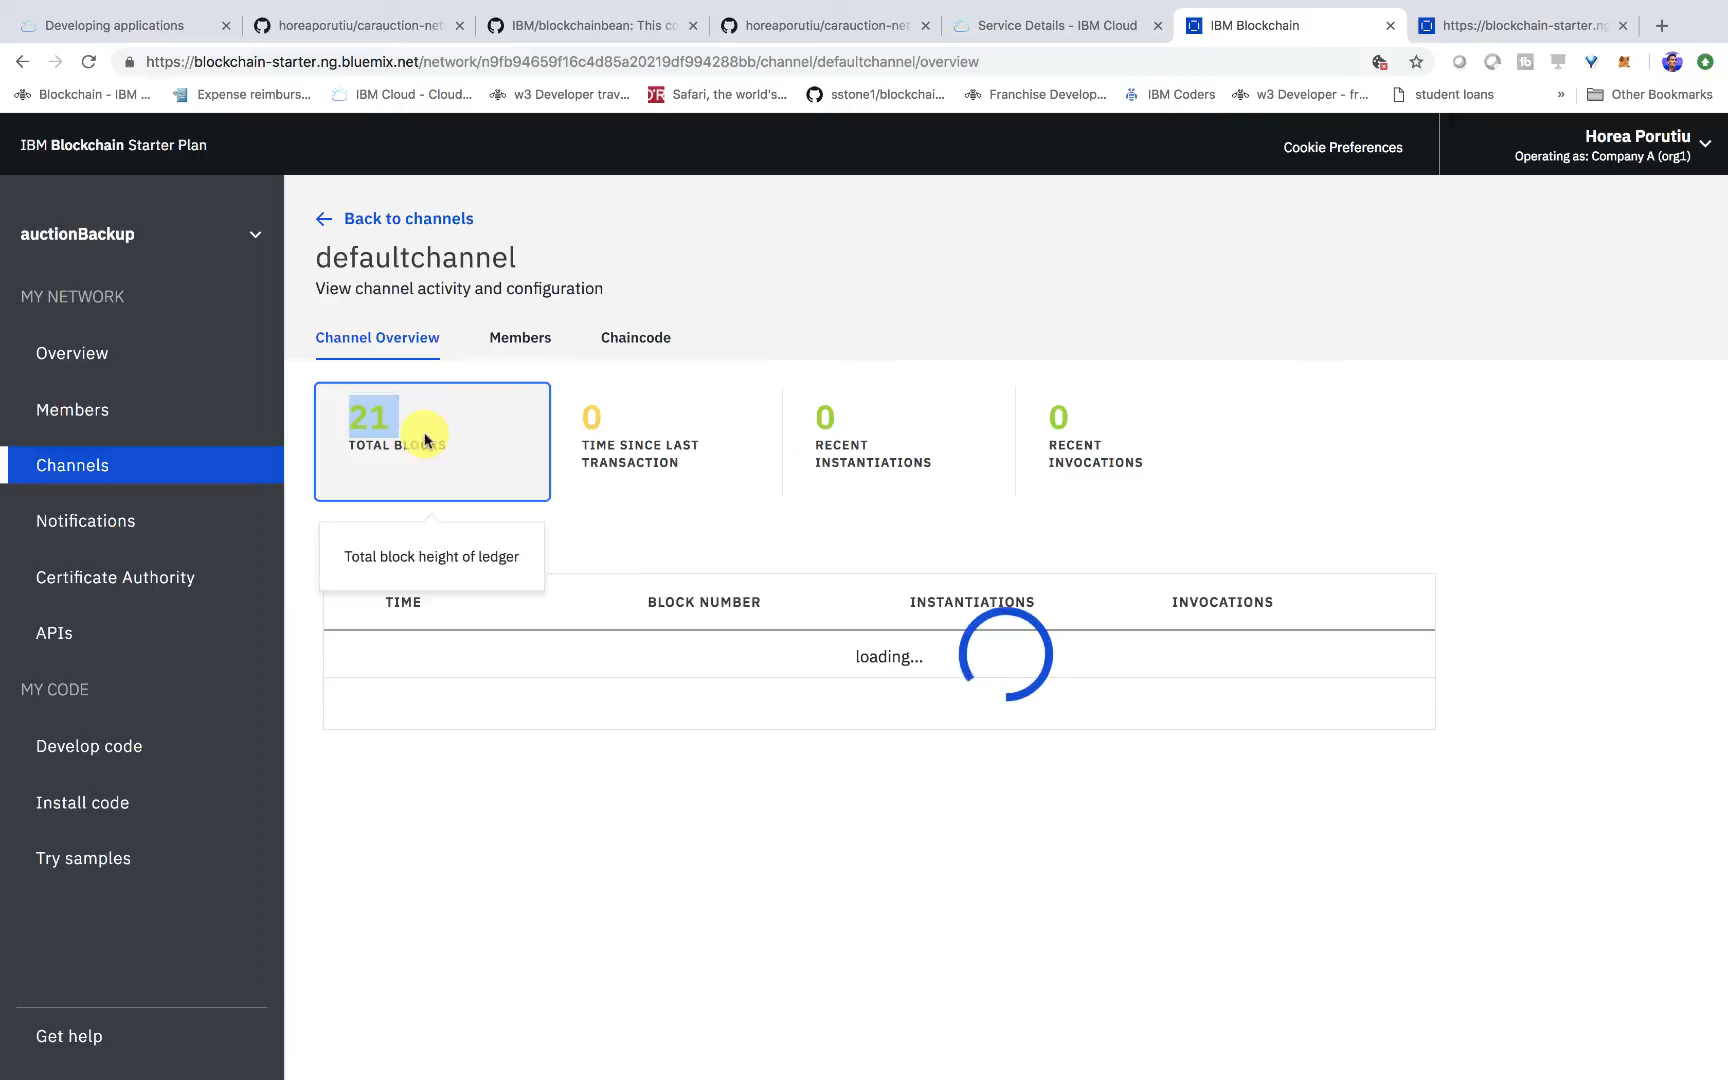 Developing applications
horeaporutiu/carauction-net
IBM/blockchainbean: This co
horeaporutiu/carauction-net
Service Details - IBM Cloud
IBM Blockchain
https://blockchain-starter.ng
https://blockchain-starter.ng.bluemix.net/network/n9fb94659f16c4d85a20219df994288bb/channel/defaultchannel/overview
Blockchain - IBM ...
Expense reimburs...
IBM Cloud - Cloud...
w3 Developer trav...
Safari, the world's...
sstone1/blockchai...
Franchise Develop...
IBM Coders
w3 Developer - fr...
student loans
»
Other Bookmarks
IBM Blockchain Starter Plan
Cookie Preferences
Horea Porutiu
Operating as: Company A (org1)
auctionBackup
MY NETWORK
Overview
Members
Channels
Notifications
Certificate Authority
APIs
MY CODE
Develop code
Install code
Try samples
Get help
Back to channels
defaultchannel
View channel activity and configuration
Channel Overview
Members
Chaincode
21
TOTAL BLOCKS
0
TIME SINCE LAST
TRANSACTION
0
RECENT
INSTANTIATIONS
0
RECENT
INVOCATIONS
Total block height of ledger
TIME
BLOCK NUMBER
INSTANTIATIONS
INVOCATIONS
loading...